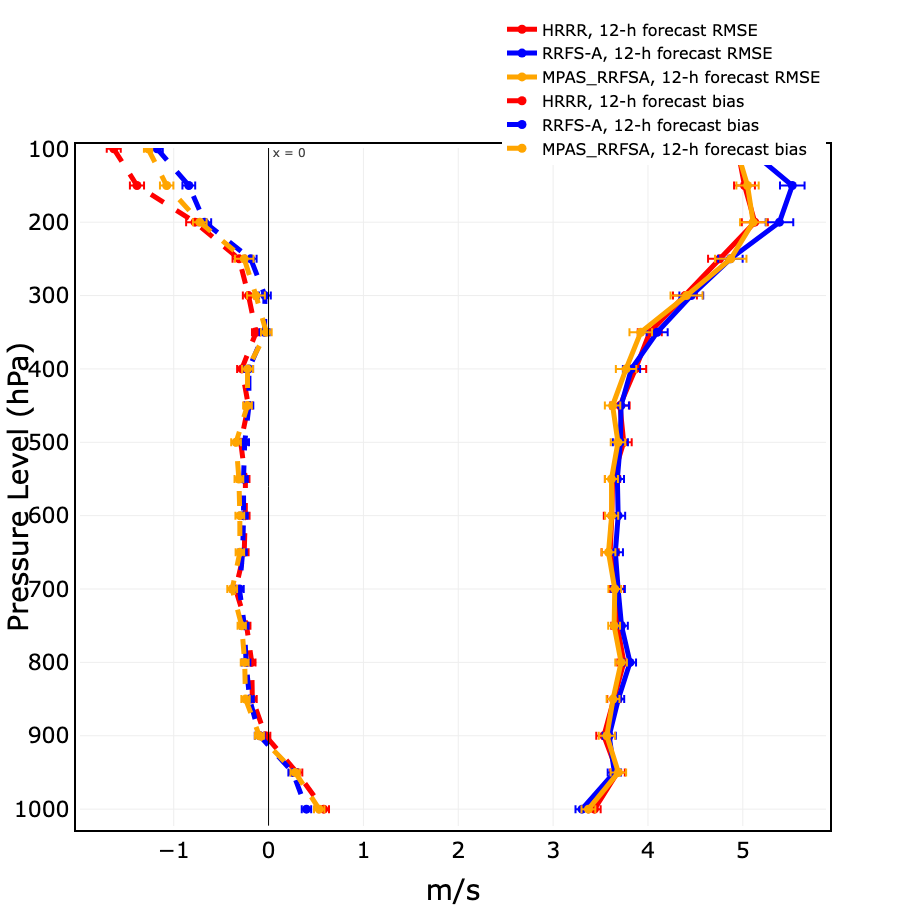 HRRR, 12-h forecast RMSE
RRFS-A, 12-h forecast RMSE
MPAS_RRFSA, 12-h forecast RMSE
HRRR, 12-h forecast bias
RRFS-A, 12-h forecast bias
MPAS_RRFSA, 12-h forecast bias
x = 0
100
200
300
400
500
600
700
800
900
1000
Pressure Level (hPa)
−1
0
1
2
3
4
5
m/s